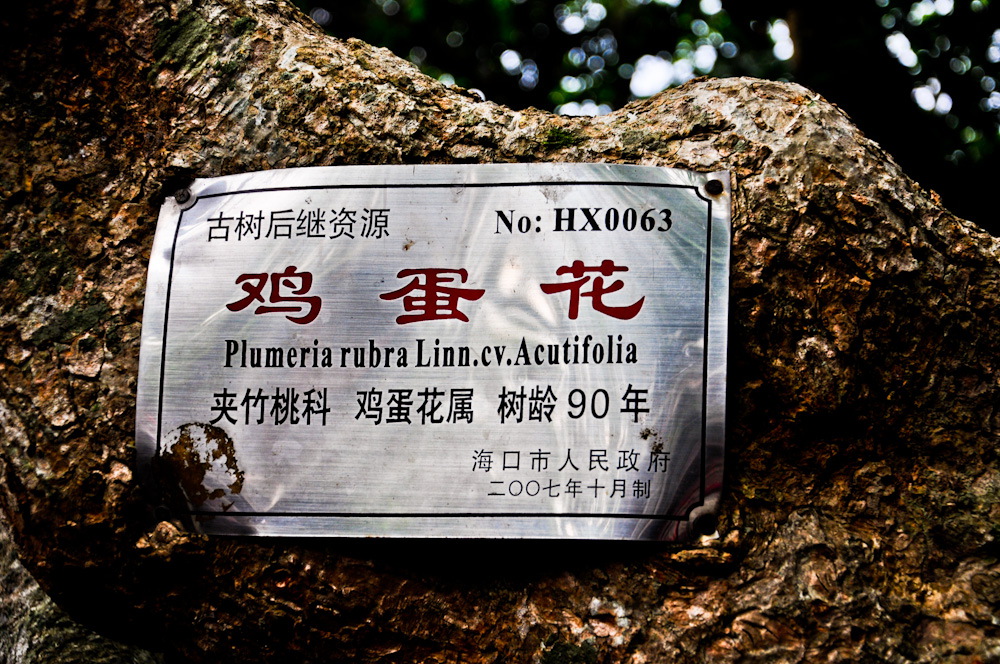 古树后继资源 No: HX0063
鸡蛋花
Plumeria rubra Linn.cv.Acutifolia
夹竹桃科 鸡蛋花属 树龄 90 年
海口市人民政府
二〇〇七年十月制